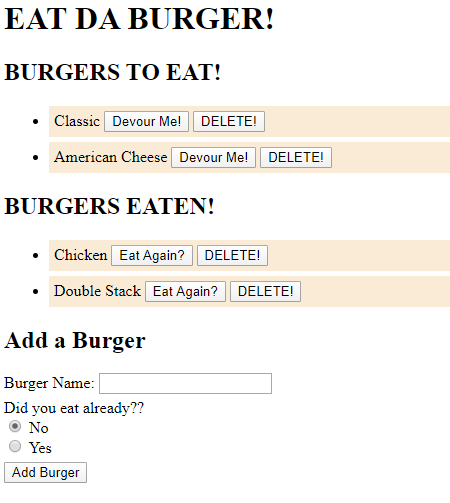 EAT DA BURGER!
BURGERS TO EAT!
Classic Devour Me! DELETE!
American Cheese Devour Me! DELETE!
BURGERS EATEN!
Chicken Eat Again? DELETE!
Double Stack Eat Again? DELETE!
Add a Burger
Burger Name:
Did you eat already??
No
Yes
Add Burger